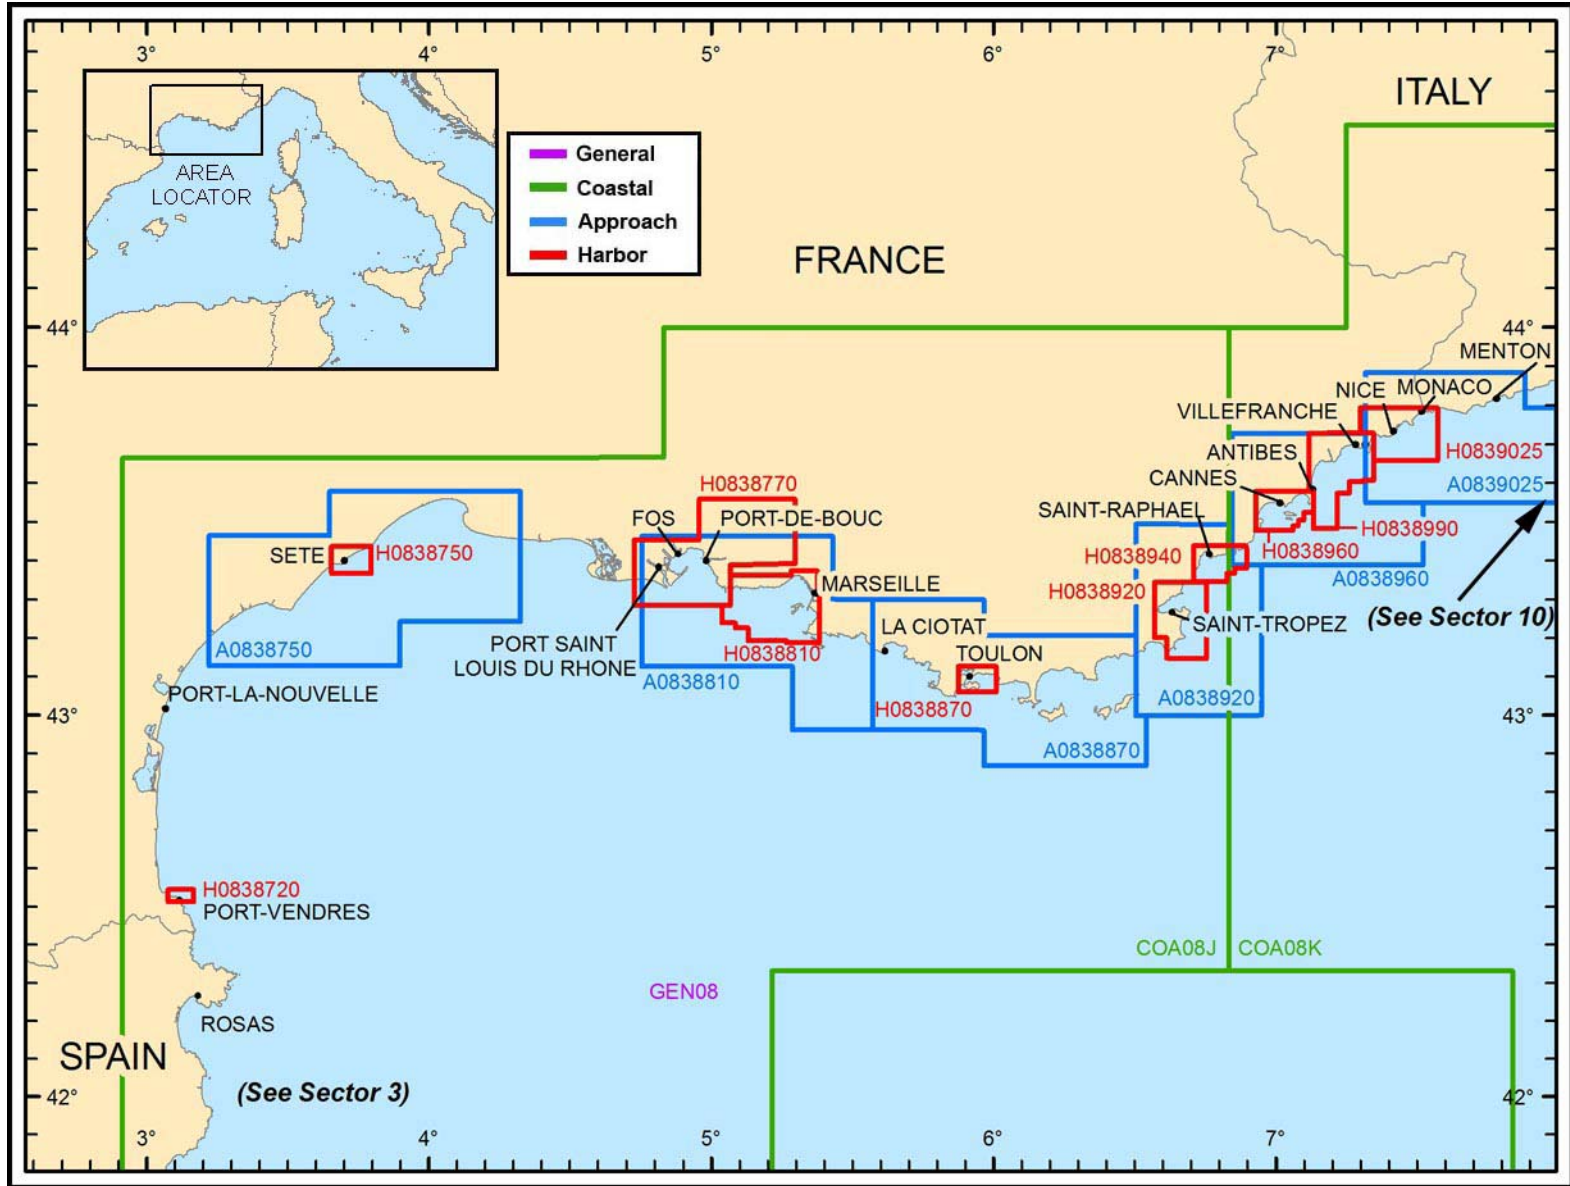 3°
4°
5°
6°
7°
AREA
LOCATOR
General
Coastal
Approach
Harbor
ITALY
FRANCE
44°
44°
MENTON
NICE
MONACO
VILLEFRANCHE
ANTIBES
CANNES
SAINT-RAPHAEL
H0839025
A0839025
H0838990
H0838960
A0838960
H0838940
H0838920
SAINT-TROPEZ
(See Sector 10)
H0838770
FOS
PORT-DE-BOUC
SETE
H0838750
MARSEILLE
LA CIOTAT
TOULON
PORT SAINT
LOUIS DU RHONE
H0838810
A0838750
A0838810
PORT-LA-NOUVELLE
H0838870
A0838920
A0838870
43°
43°
H0838720
PORT-VENDRES
COA08J
COA08K
GEN08
ROSAS
SPAIN
(See Sector 3)
42°
42°
3°
4°
5°
6°
7°